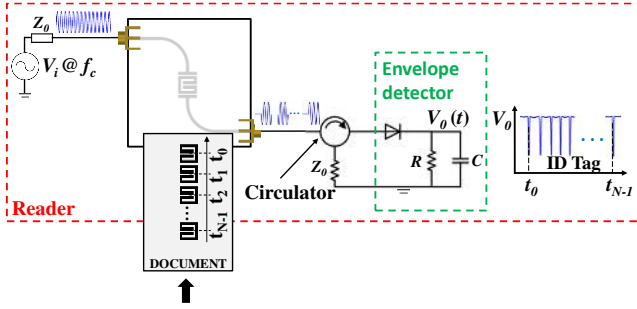 Z0
Vi @ fc
Envelope
detector
V0 (t)
V0
t0
t1
t2
tN-1
Z0
R
C
ID Tag
Circulator
t0
tN-1
Reader
DOCUMENT